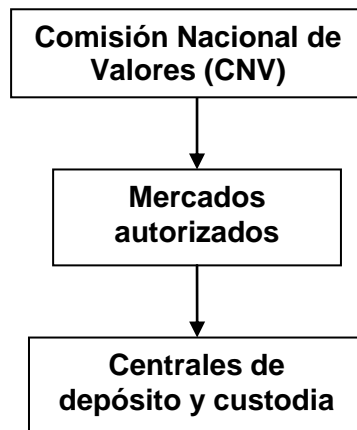 Comisión Nacional de
Valores (CNV)
Mercados
autorizados
Centrales de
depósito y custodia